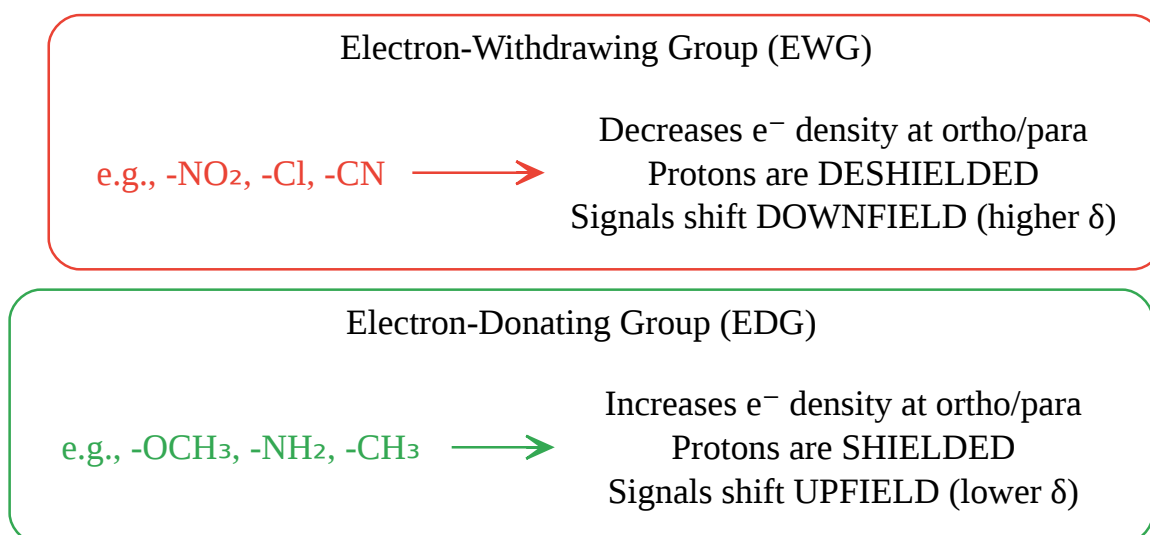 Electron-Withdrawing Group (EWG)
Decreases e⁻ density at ortho/para
e.g., -NO₂, -Cl, -CN
Protons are DESHIELDED
Signals shift DOWNFIELD (higher δ)
Electron-Donating Group (EDG)
Increases e⁻ density at ortho/para
e.g., -OCH₃, -NH₂, -CH₃
Protons are SHIELDED
Signals shift UPFIELD (lower δ)